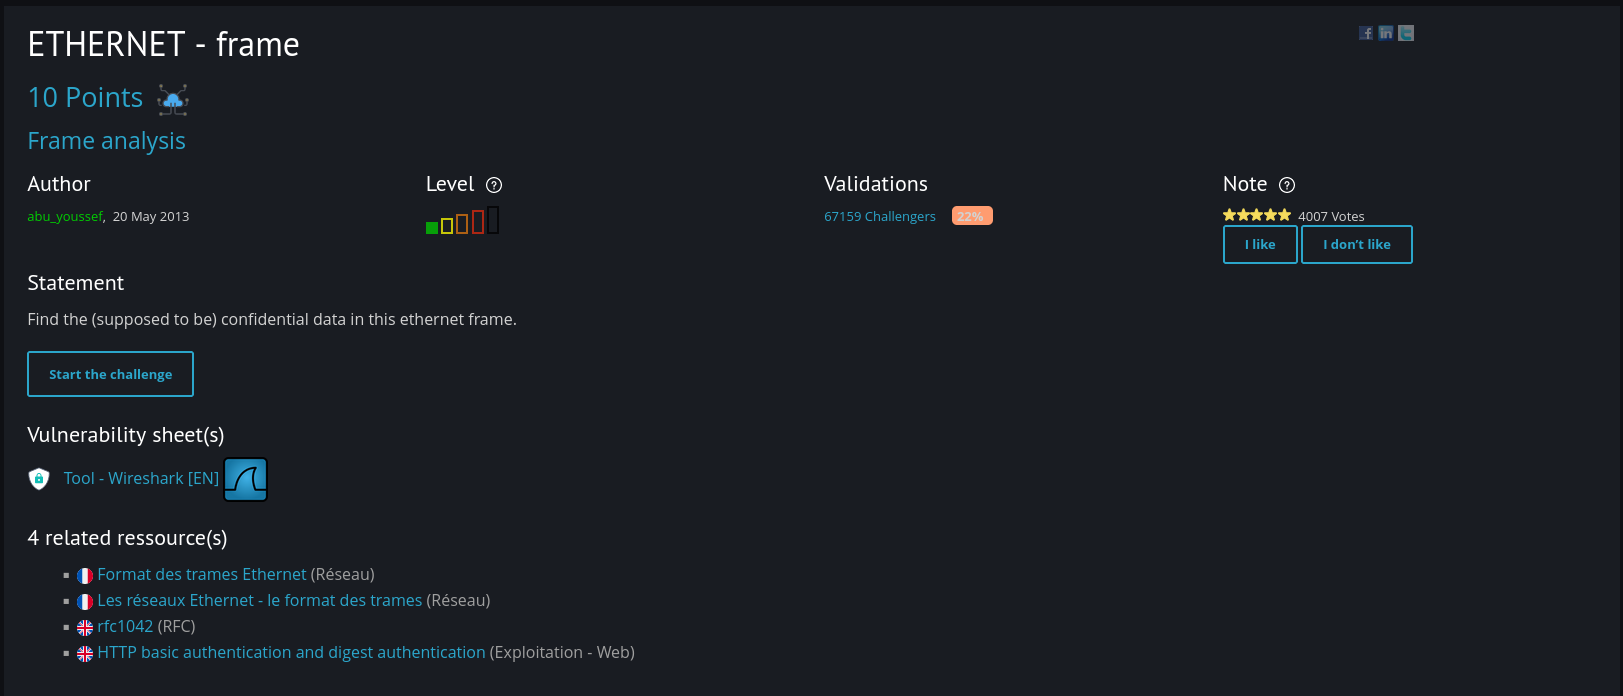 ETHERNET - frame
10 Points
Frame analysis
Author
abu_youssef, 20 May 2013
Level ?
Validations
67159 Challengers 22%
Note ?
4007 Votes
I like
I don't like
Statement
Find the (supposed to be) confidential data in this ethernet frame.
Start the challenge
Vulnerability sheet(s)
Tool - Wireshark [EN]
4 related ressource(s)
Format des trames Ethernet (Réseau)
Les réseaux Ethernet - le format des trames (Réseau)
rfc1042 (RFC)
HTTP basic authentication and digest authentication (Exploitation - Web)